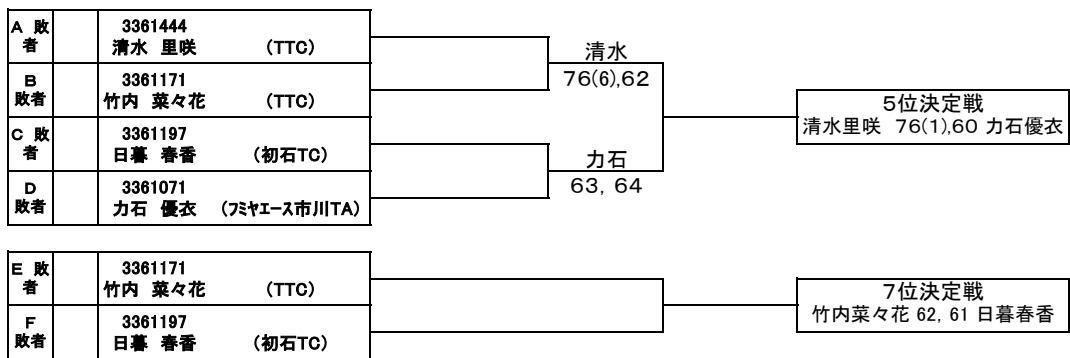 A 敗者 3361444
清水 里咲 (TTC)
B 敗者 3361171
竹内 菜々花 (TTC)
C 敗者 3361197
日暮 春香 (初石TC)
D 敗者 3361071
力石 優衣 (フミヤエース市川TA)
清水
76(6),62
力石
63, 64
5位決定戦
清水里咲 76(1),60 力石優衣
E 敗者 3361171
竹内 菜々花 (TTC)
F 敗者 3361197
日暮 春香 (初石TC)
7位決定戦
竹内菜々花 62, 61 日暮春香